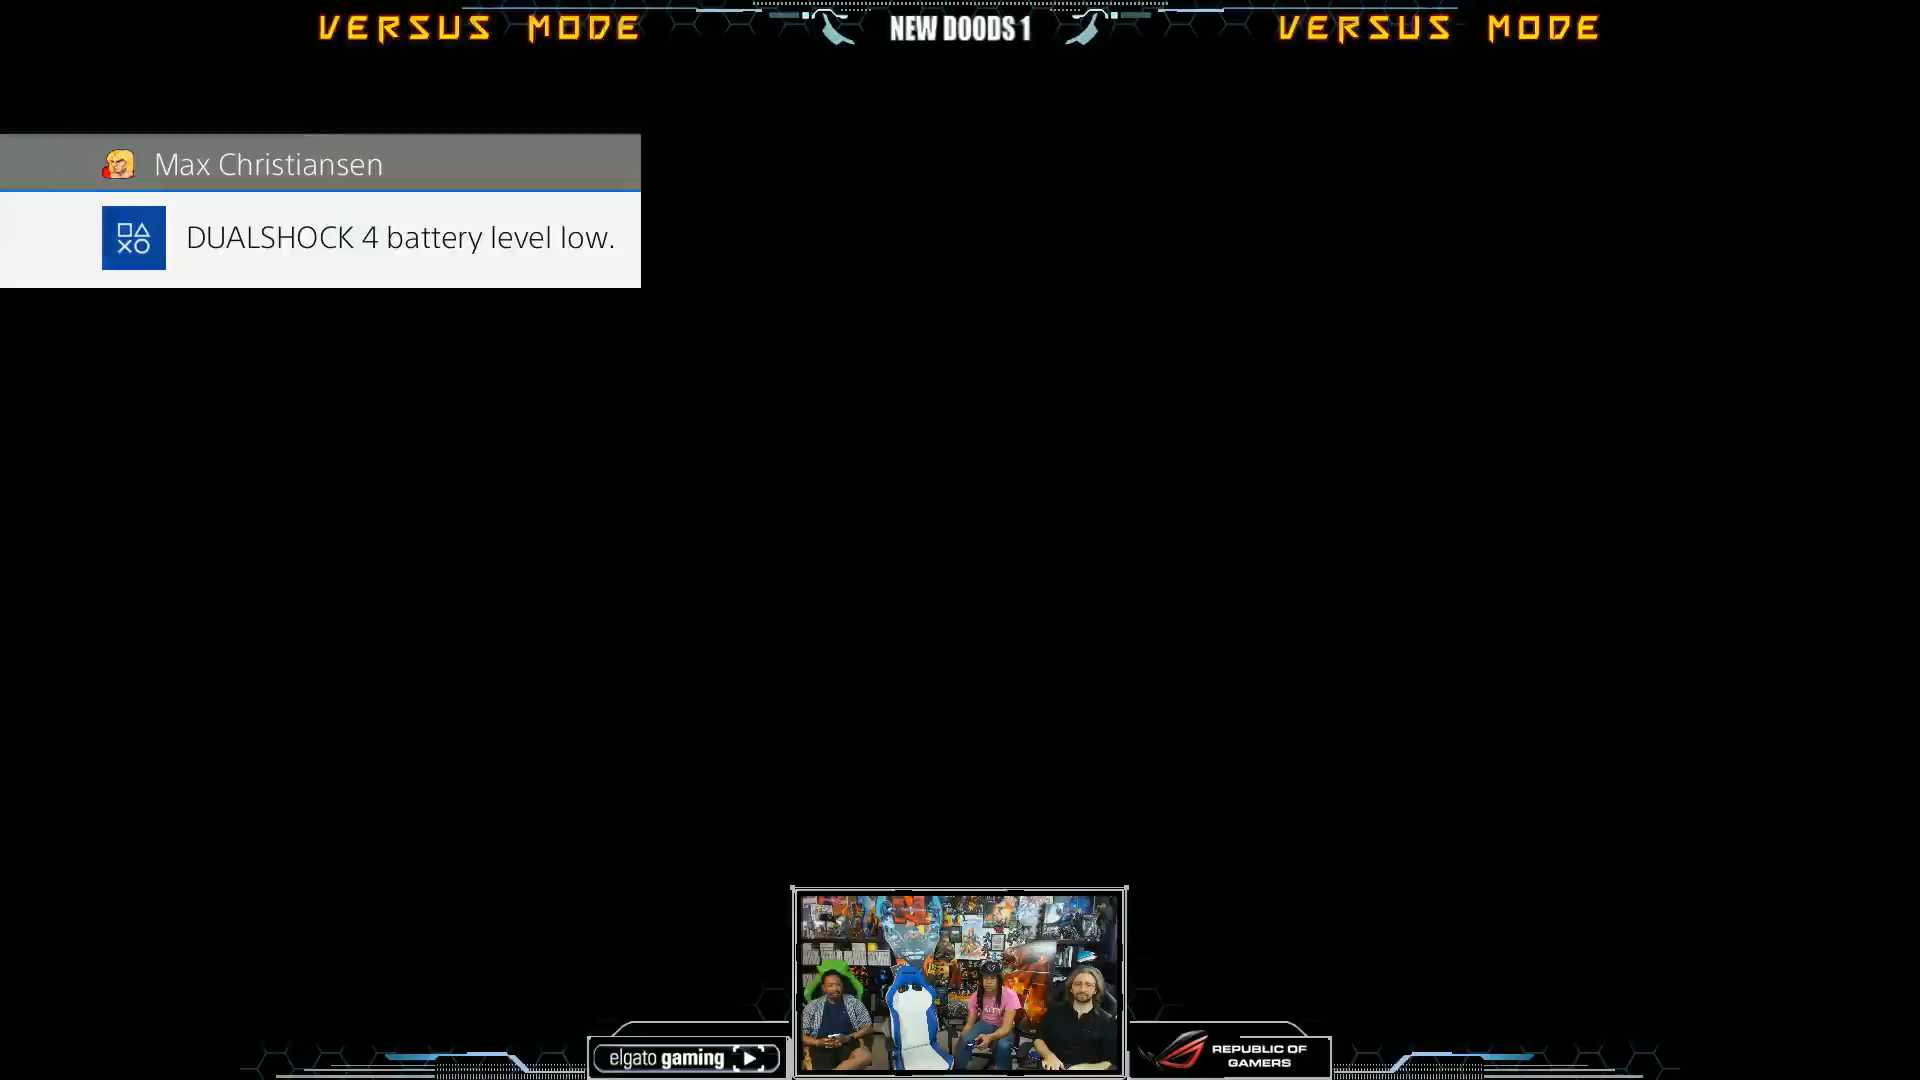 VERSUS MODE
NEW DOODS 1
VERSUS MODE
Max Christiansen
DUALSHOCK 4 battery level low.
elgato gaming
REPUBLIC OF
GAMERS